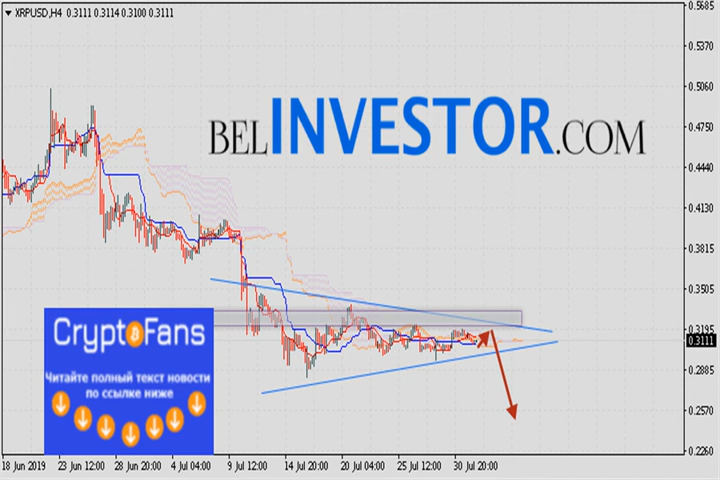 XRPUSD,H4 0.3111 0.3114 0.3100 0.3111
0.5685
0.5370
0.5060
0.4750
0.4440
0.4130
0.3815
0.3505
0.3195
0.3111
0.2885
0.2570
0.2260
BELINVESTOR.COM
CryptoFans
Читайте полный текст новости
по ссылке ниже
18 Jun 2019 23 Jun 12:00 28 Jun 20:00 4 Jul 04:00 9 Jul 12:00 14 Jul 20:00 20 Jul 04:00 25 Jul 12:00 30 Jul 20:00